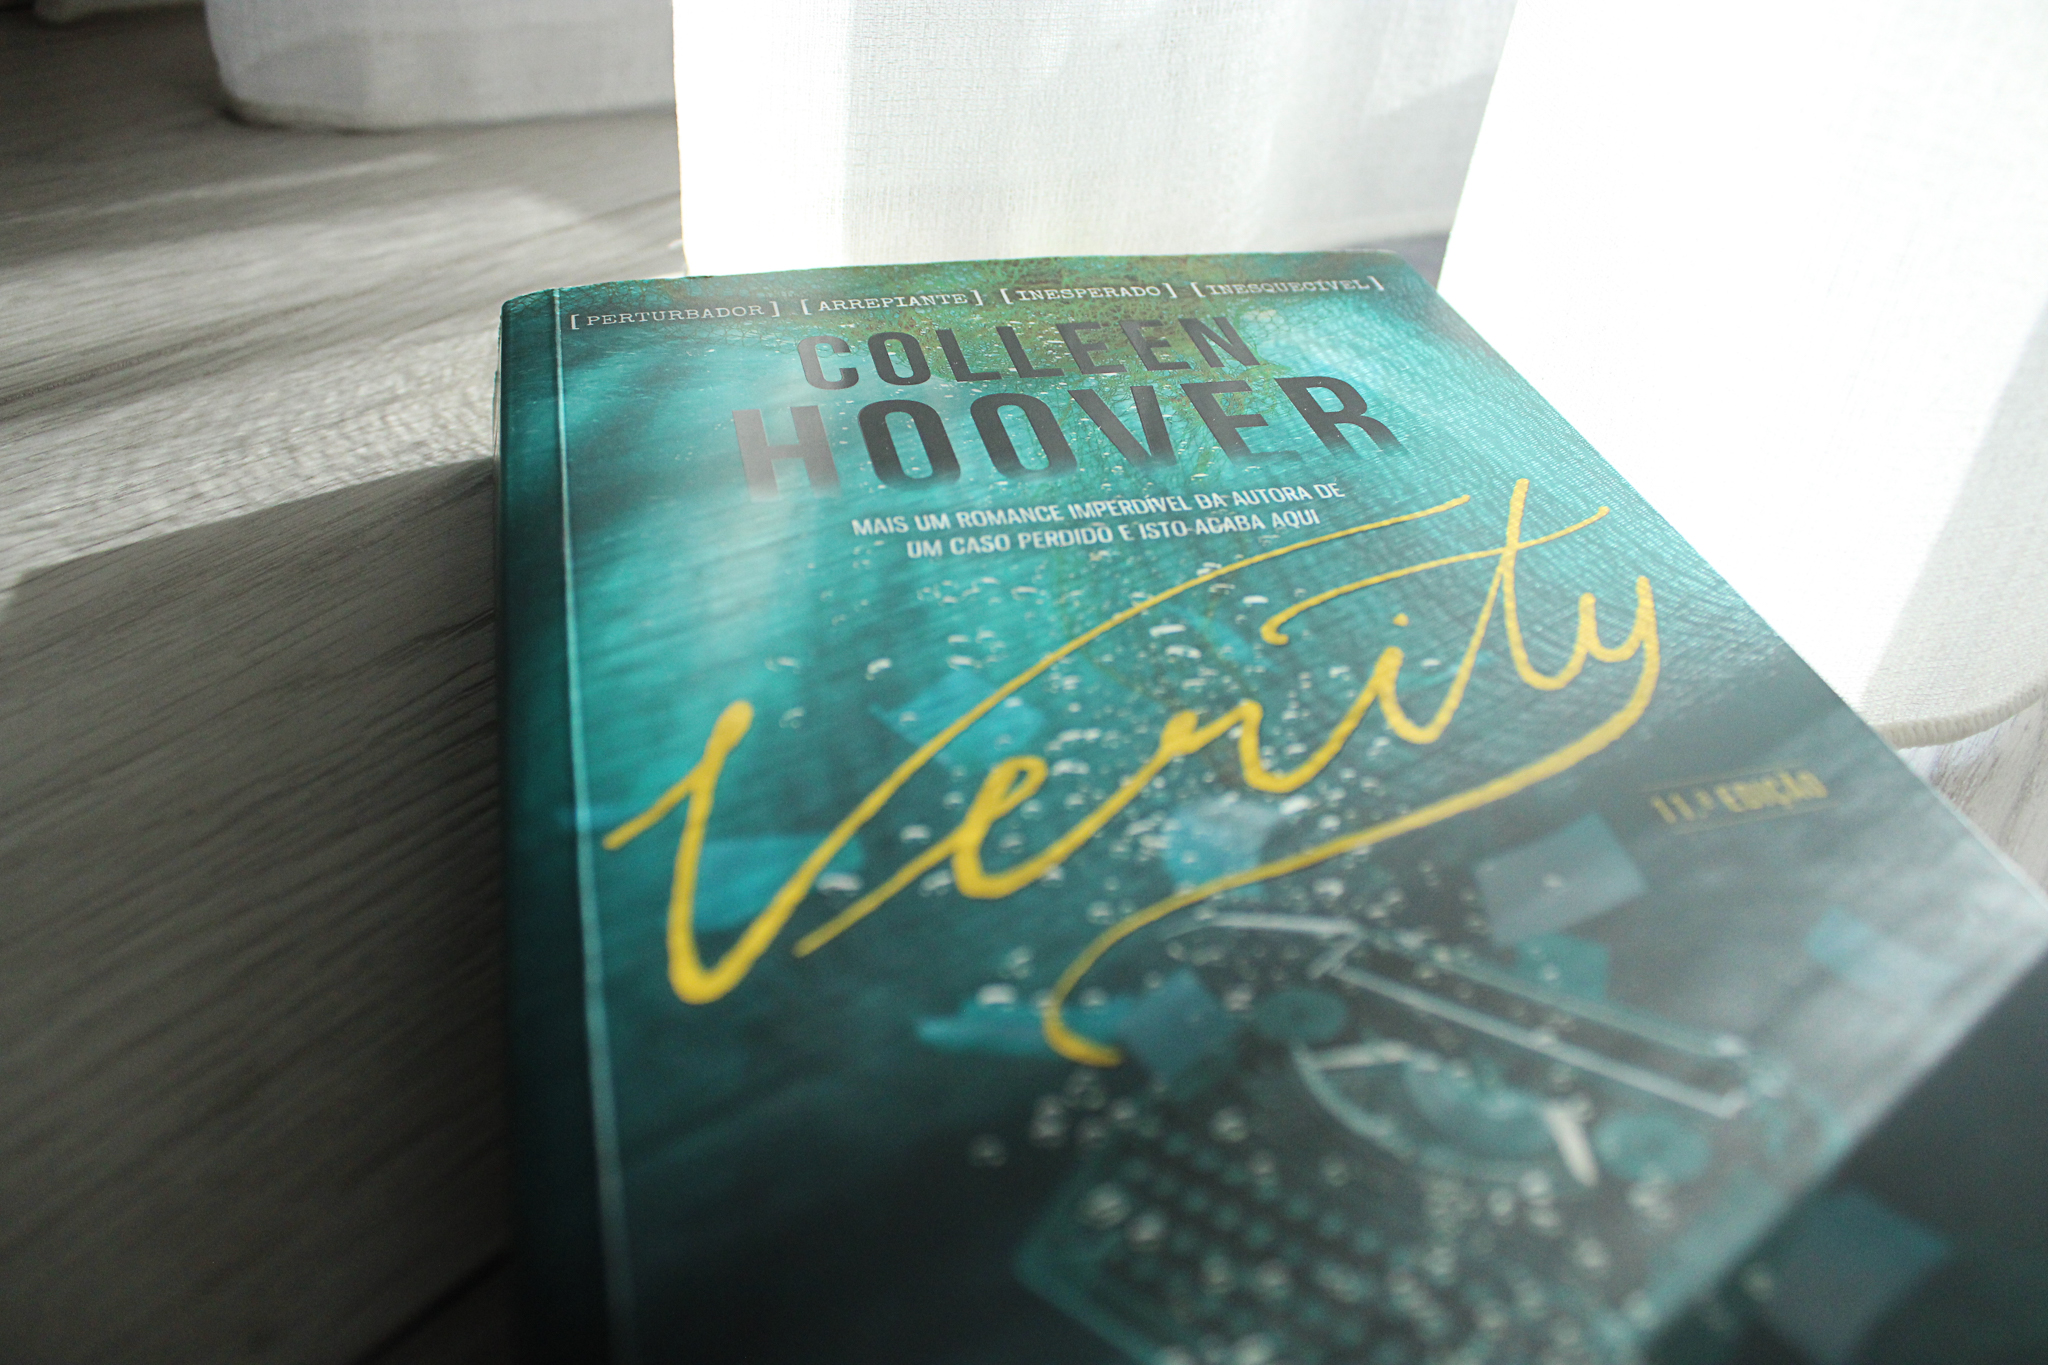 [PERTURBADOR] [ARREPIANTE] [INESPERADO] [INESQUECÍVEL]
COLLEEN
HOOVER
MAIS UM ROMANCE IMPERDÍVEL DA AUTORA DE
UM CASO PERDIDO E ISTO ACABA AQUI
Verity
11.ª EDIÇÃO